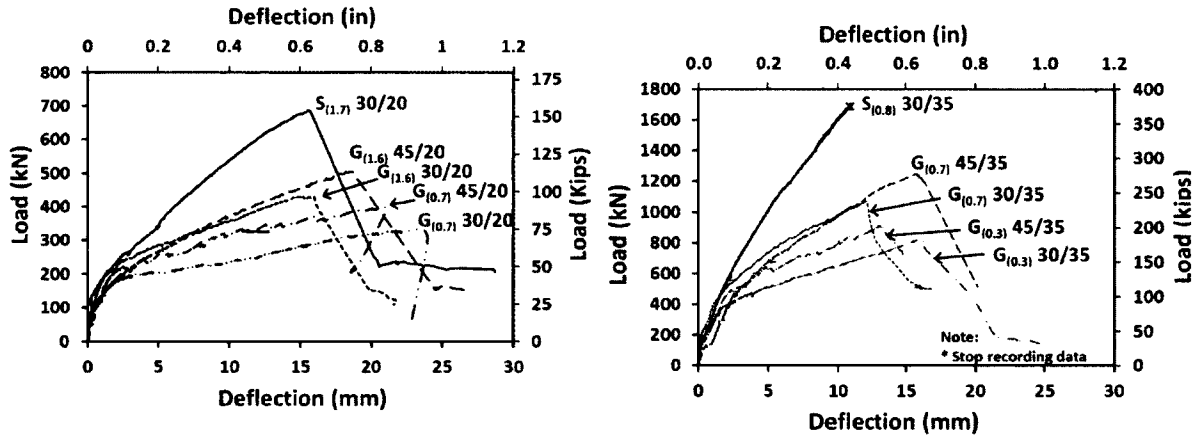 Deflection (in)
0 0.2 0.4 0.6 0.8 1 1.2
800 700 600 500 400 300 200 100 0
Load (kN)
175 150 125 100 75 50 25 0
Load (Kips)
S(1.7) 30/20
G(1.6) 45/20
G(1.6) 30/20
G(0.7) 45/20
G(0.7) 30/20
0 5 10 15 20 25 30
Deflection (mm)
Deflection (in)
0.0 0.2 0.4 0.6 0.8 1.0 1.2
1800 1600 1400 1200 1000 800 600 400 200 0
Load (kN)
400 350 300 250 200 150 100 50 0
Load (kips)
S(0.8) 30/35
G(0.7) 45/35
G(0.7) 30/35
G(0.3) 45/35
G(0.3) 30/35
Note:
* Stop recording data
0 5 10 15 20 25 30
Deflection (mm)